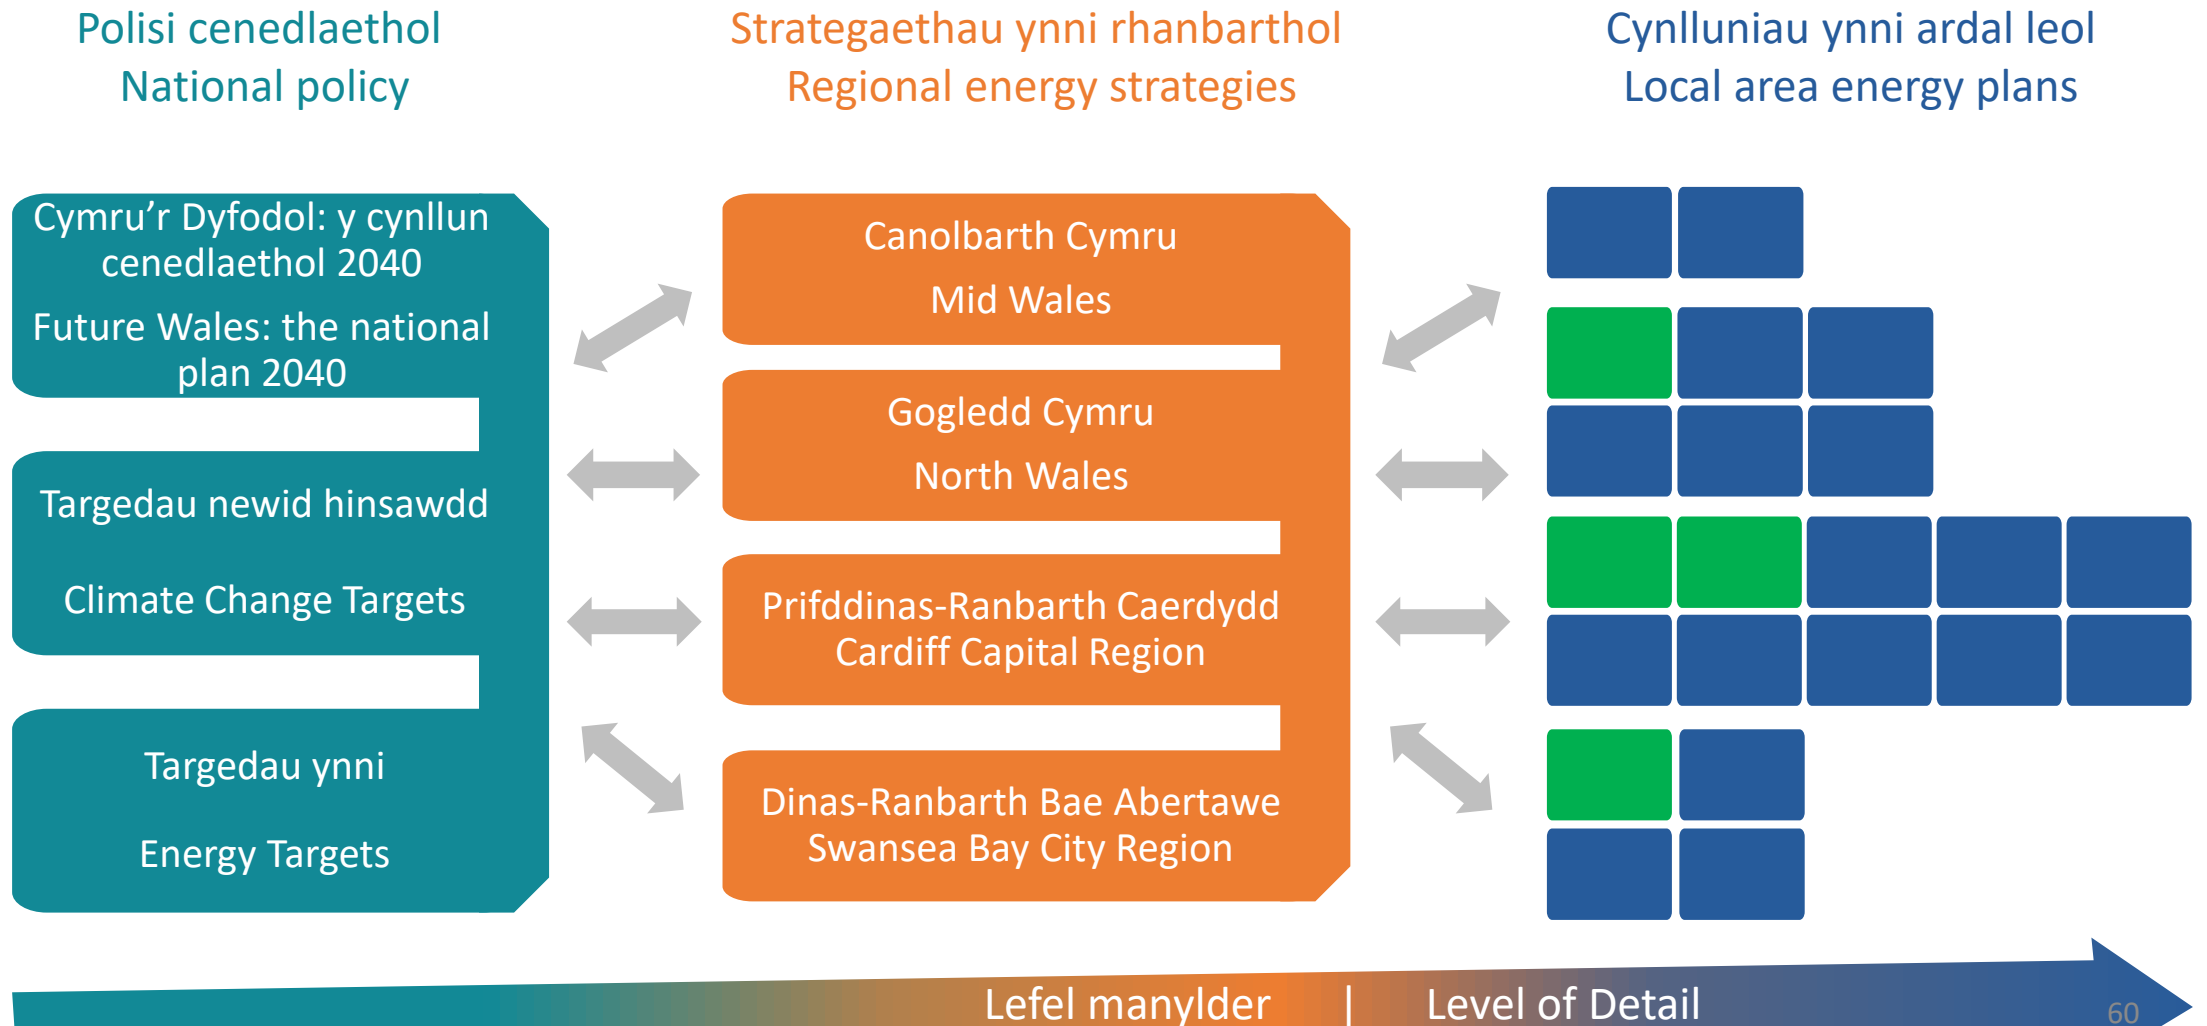 Polisi cenedlaethol
National policy
Strategaethau ynni rhanbarthol
Regional energy strategies
Cynlluniau ynni ardal leol
Local area energy plans
Cymru’r Dyfodol: y cynllun
cenedlaethol 2040
Future Wales: the national
plan 2040
Targedau newid hinsawdd
Climate Change Targets
Targedau ynni
Energy Targets
Canolbarth Cymru
Mid Wales
Gogledd Cymru
North Wales
Prifddinas-Ranbarth Caerdydd
Cardiff Capital Region
Dinas-Ranbarth Bae Abertawe
Swansea Bay City Region
Lefel manylder | Level of Detail
60